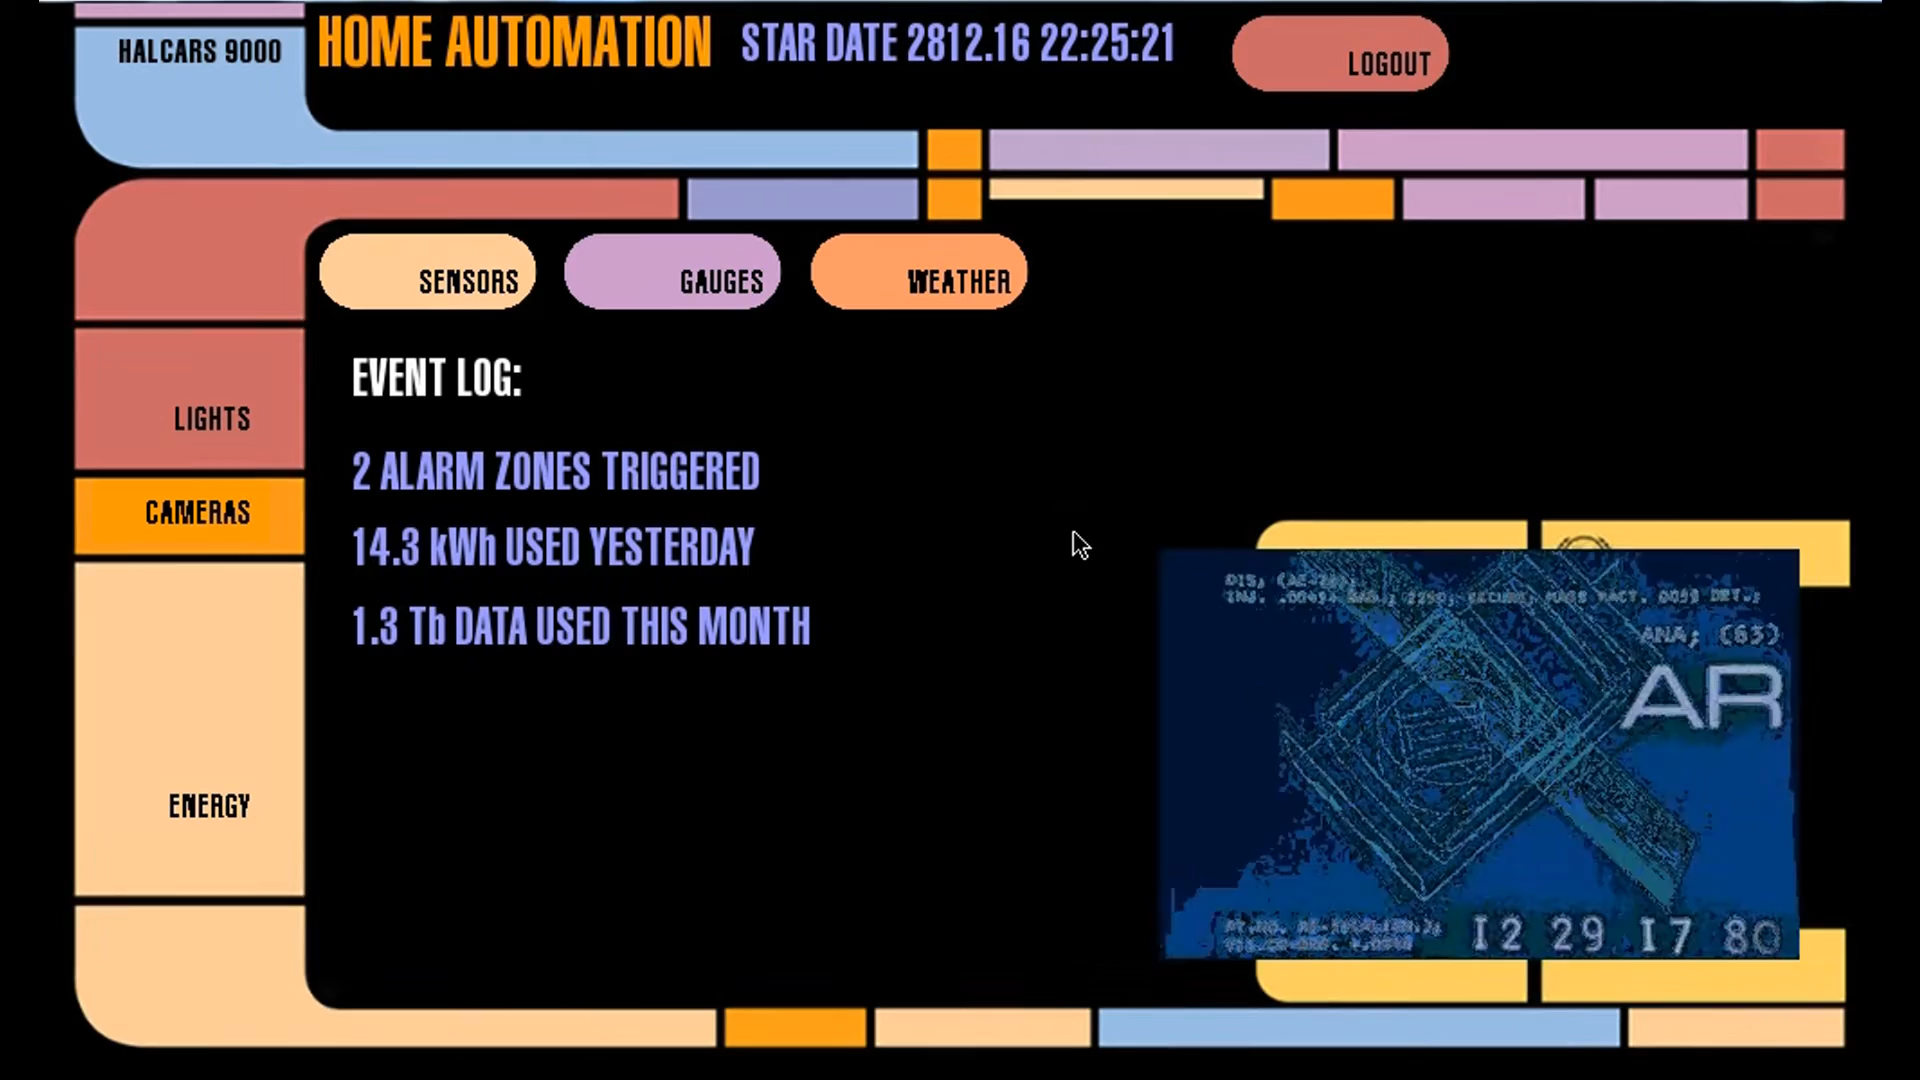 HALCARS 9000
HOME AUTOMATION
STAR DATE 2812.16 22:25:21
LOGOUT
SENSORS
GAUGES
WEATHER
LIGHTS
CAMERAS
ENERGY
EVENT LOG:
2 ALARM ZONES TRIGGERED
14.3 kWh USED YESTERDAY
1.3 Tb DATA USED THIS MONTH
ANA; (63)
AR
12 29 17 80